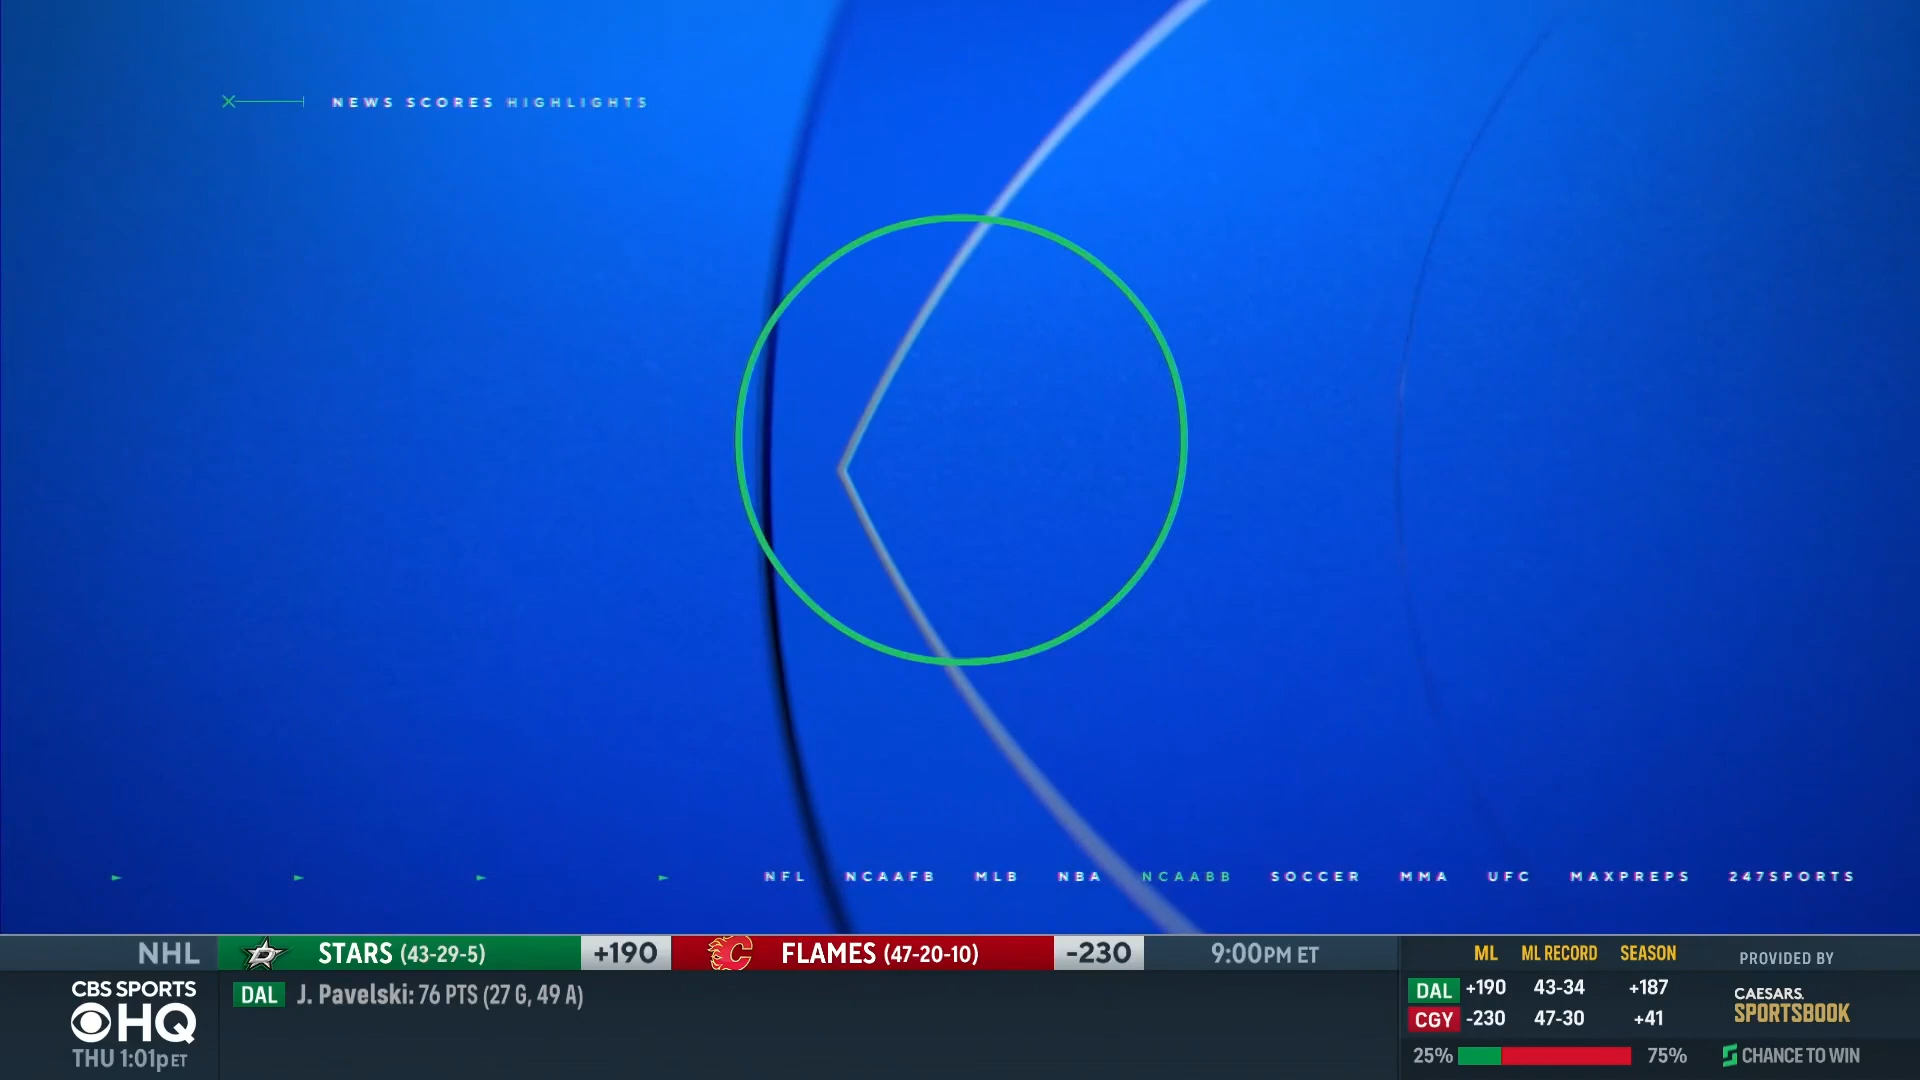 NEWS SCORES HIGHLIGHTS
NFL NCAAFB MLB NBA NCAABB SOCCER MMA UFC MAXPREPS 247SPORTS
NHL STARS (43-29-5) +190 FLAMES (47-20-10) -230 9:00PM ET
CBS SPORTS
HQ
THU 1:01PET
DAL J. Pavelski: 76 PTS (27 G, 49 A)
ML ML RECORD SEASON
DAL +190 43-34 +187
CGY -230 47-30 +41
25% 75%
PROVIDED BY
CAESARS
SPORTSBOOK
CHANCE TO WIN